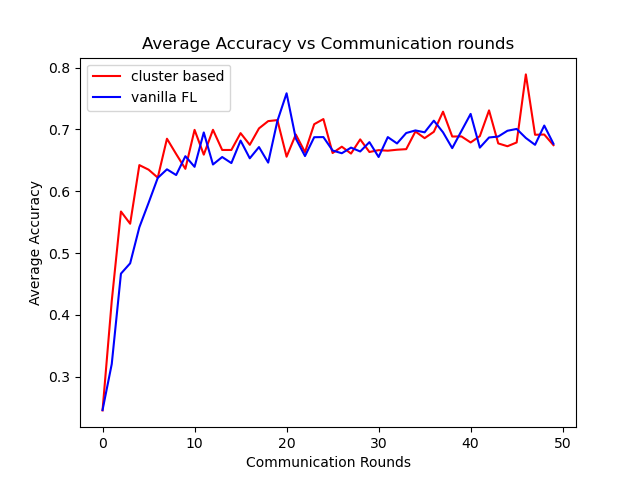 Average Accuracy vs Communication rounds
cluster based
vanilla FL
0.8
0.7
0.6
0.5
0.4
0.3
Average Accuracy
0 10 20 30 40 50
Communication Rounds